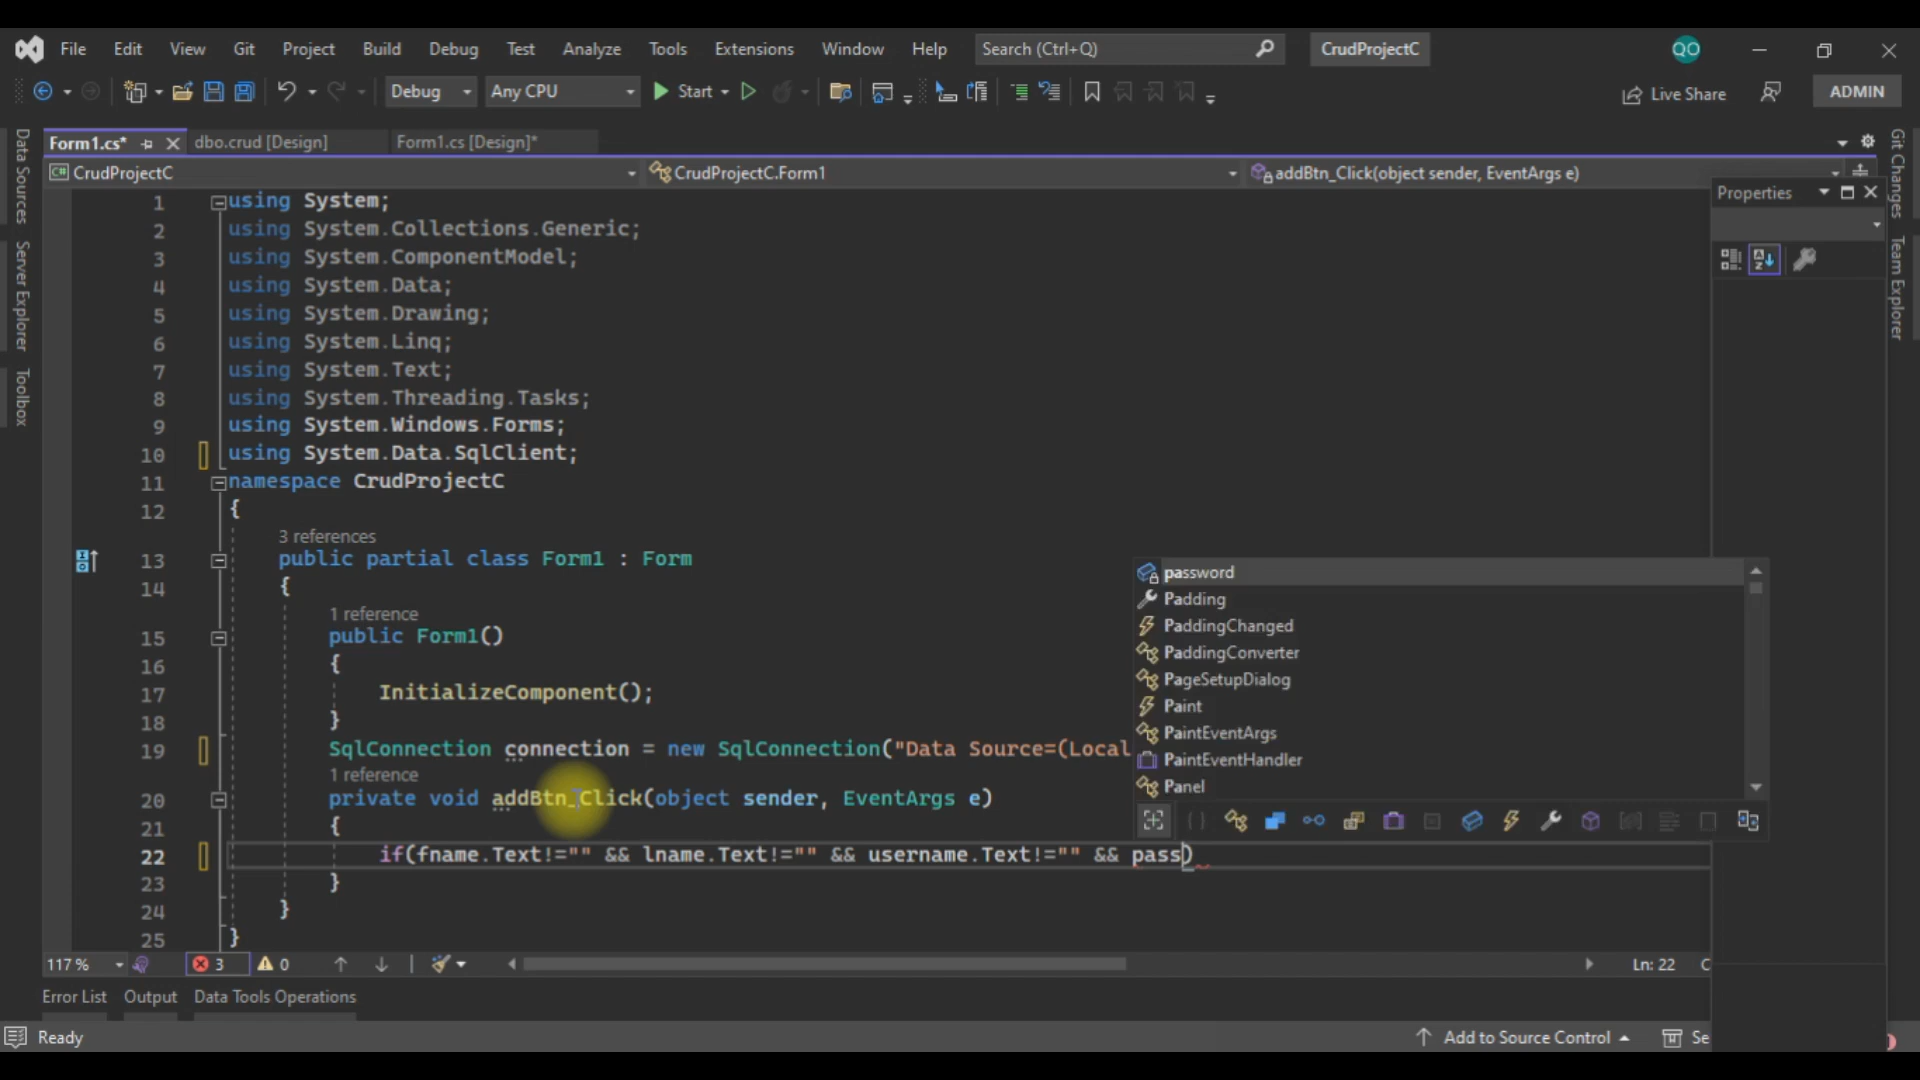 File Edit View Git Project Build Debug Test Analyze Tools Extensions Window Help Search (Ctrl+Q) CrudProjectC QO
Debug Any CPU Start Live Share ADMIN
Form1.cs* dbo.crud [Design] Form1.cs [Design]*
CrudProjectC CrudProjectC.Form1 addBtn_Click(object sender, EventArgs e)
Data Sources
Server Explorer
Toolbox
Properties
Git Changes
Team Explorer
1 using System;
2 using System.Collections.Generic;
3 using System.ComponentModel;
4 using System.Data;
5 using System.Drawing;
6 using System.Linq;
7 using System.Text;
8 using System.Threading.Tasks;
9 using System.Windows.Forms;
10 using System.Data.SqlClient;
11 namespace CrudProjectC
12 {
3 references
13 public partial class Form1 : Form
14 {
1 reference
15 public Form1()
16 {
17 InitializeComponent();
18 }
19 SqlConnection connection = new SqlConnection("Data Source=(Local
1 reference
20 private void addBtn_Click(object sender, EventArgs e)
21 {
22 if(fname.Text!="" && lname.Text!="" && username.Text!="" && pass)
23 }
24 }
25 }
password
Padding
PaddingChanged
PaddingConverter
PageSetupDialog
Paint
PaintEventArgs
PaintEventHandler
Panel
117 % 3 0 Ln: 22 C
Error List Output Data Tools Operations
Ready Add to Source Control Se